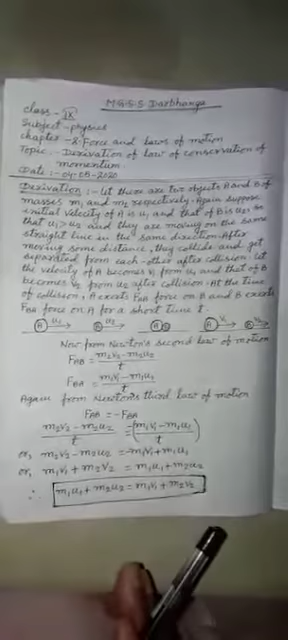 M.G.S.S Darbhanga
Class - IX
Subject - physics
chapter - 8. Force and laws of motion
Topic - Derivation of law of conservation of
momentum.
Date :- 04-05-2020
Derivation :- Let there are two objects A and B of
masses m₁ and m₂ respectively. Again suppose
initial velocity of A is u₁ and that of B is u₂, so
that u₁ > u₂ and they are moving on the same
straight line in the same direction. After
moving some distance, they collide and get
separated from each-other after collision. Let
the velocity of A becomes v₁ from u₁ and that of B
becomes v₂ from u₂ after collision. At the time
of collision, A exerts FAB force on B and B exerts
FBA force on A for a short time t.
A u₁ B u₂ A B A v₁ B v₂
Now from Newton's second law of motion
FAB = m₂v₂ - m₂u₂ / t
FBA = m₁v₁ - m₁u₁ / t
Again from Newton's third law of motion
FAB = -FBA
m₂v₂ - m₂u₂ / t = -(m₁v₁ - m₁u₁ / t)
or, m₂v₂ - m₂u₂ = -m₁v₁ + m₁u₁
or, m₁v₁ + m₂v₂ = m₁u₁ + m₂u₂
∴ m₁u₁ + m₂u₂ = m₁v₁ + m₂v₂